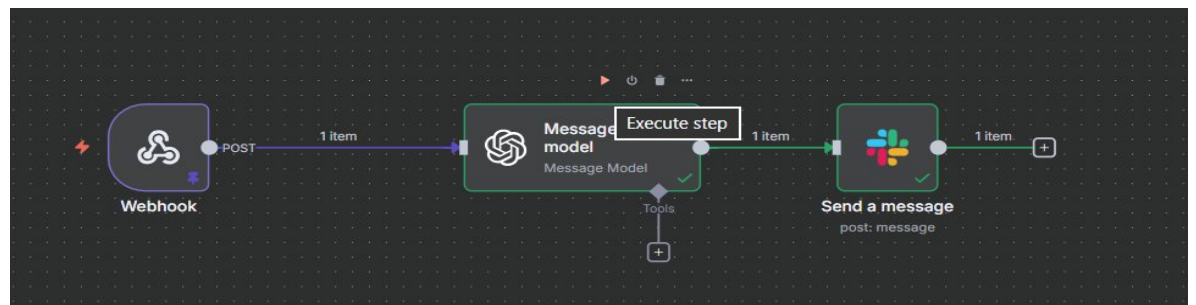 Execute step
POST
1 item
Message
model
Message Model
1 item
1 item
Webhook
Tools
Send a message
post: message